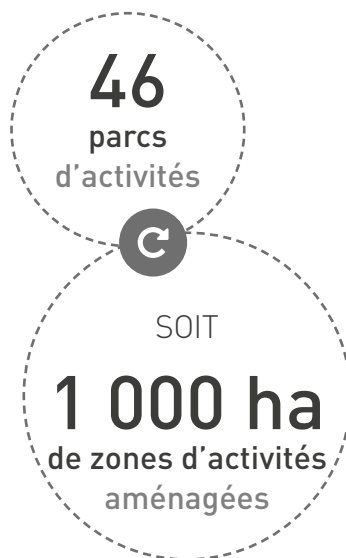 46
parcs
d’activités
SOIT
1 000 ha
de zones d’activités
aménagées